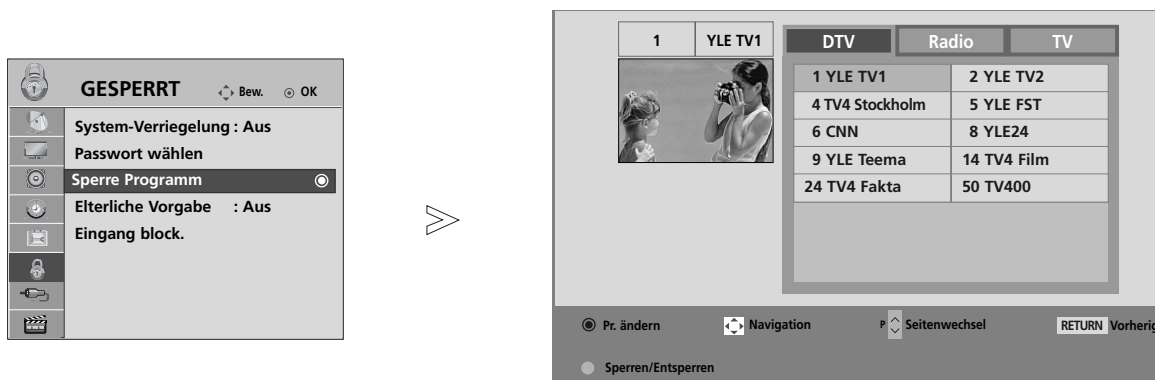 GESPERRT Bew. OK
System-Verriegelung : Aus
Passwort wählen
Sperre Programm
Elterliche Vorgabe : Aus
Eingang block.
1 YLE TV1
DTV Radio TV
1 YLE TV1 2 YLE TV2
4 TV4 Stockholm 5 YLE FST
6 CNN 8 YLE24
9 YLE Teema 14 TV4 Film
24 TV4 Fakta 50 TV400
Pr. ändern Navigation P Seitenwechsel RETURN Vorherig
Sperren/Entsperren